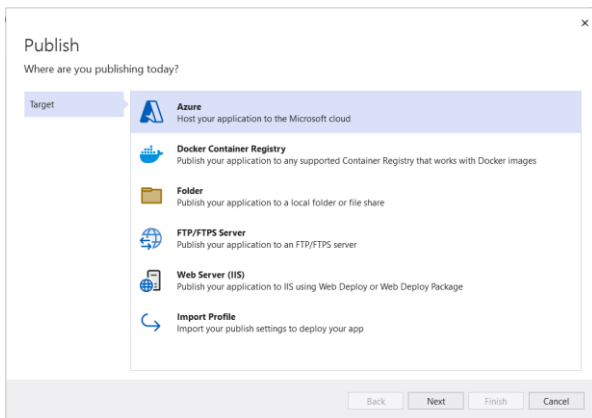 Publish
Where are you publishing today?
Target
Azure
Host your application to the Microsoft cloud
Docker Container Registry
Publish your application to any supported Container Registry that works with Docker images
Folder
Publish your application to a local folder or file share
FTP/FTPS Server
Publish your application to an FTP/FTPS server
Web Server (IIS)
Publish your application to IIS using Web Deploy or Web Deploy Package
Import Profile
Import your publish settings to deploy your app
Back Next Finish Cancel